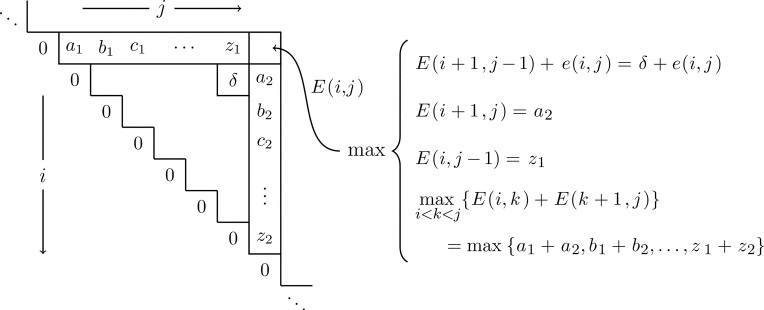 ⋱ j
0 a₁ b₁ c₁ ⋯ z₁
0 δ a₂ E(i,j)
0 b₂
0 c₂
0
i 0 ⋮
0
0 z₂
0
⋱
max
E(i+1,j−1)+ e(i,j) = δ+e(i,j)
E(i+1,j) = a₂
E(i,j−1) = z₁
max {E(i,k)+E(k+1,j)}
i<k<j
= max {a₁+a₂,b₁+b₂,...,z₁+z₂}